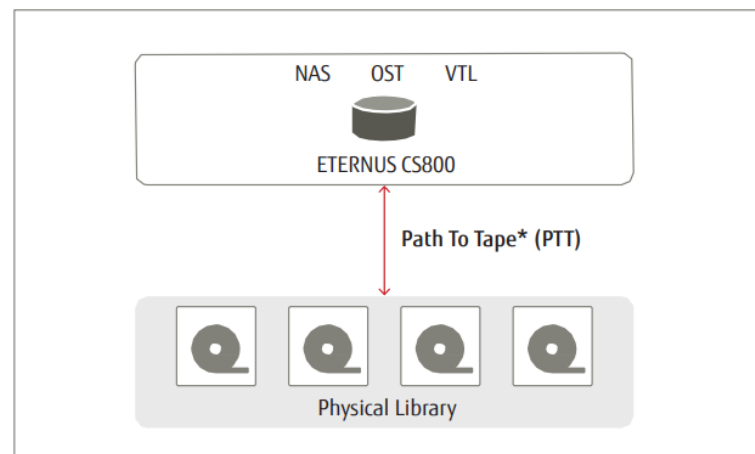 NAS OST VTL
ETERNUS CS800
Path To Tape* (PTT)
Physical Library